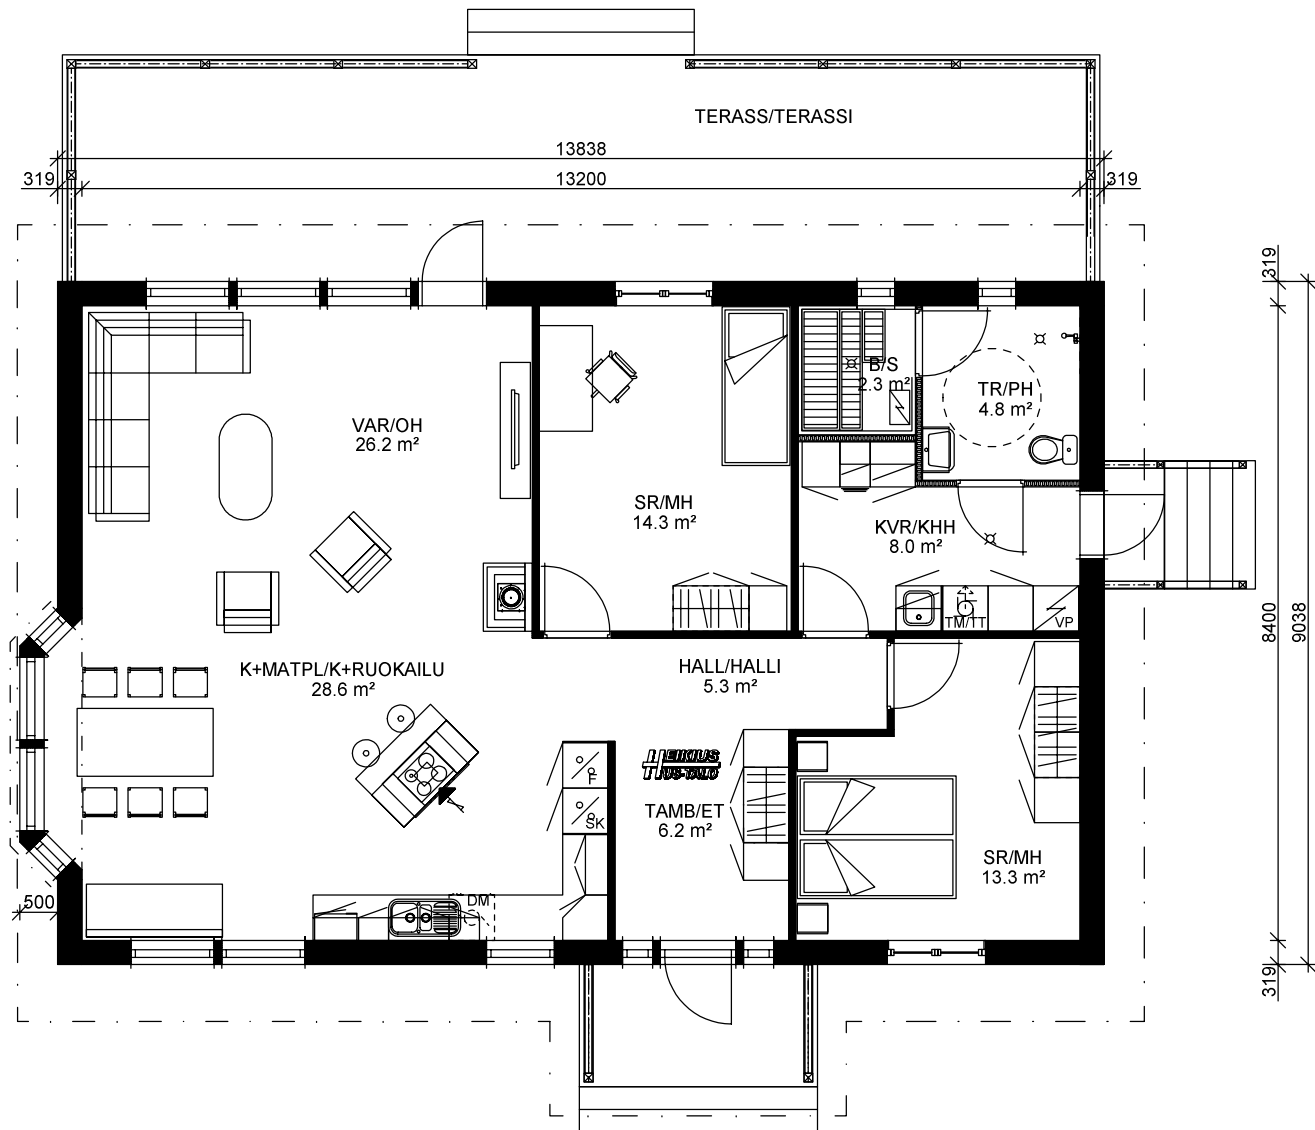 TERASS/TERASSI
13838
319
13200
319
319
B/S
2.3 m²
TR/PH
4.8 m²
VAR/OH
26.2 m²
SR/MH
14.3 m²
KVR/KHH
8.0 m²
TM/TT
VP
8400
9038
K+MATPL/K+RUOKAILU
28.6 m²
HALL/HALLI
5.3 m²
HEIKIUS
HUS-TALO
F
SK
TAMB/ET
6.2 m²
SR/MH
13.3 m²
500
DM
319